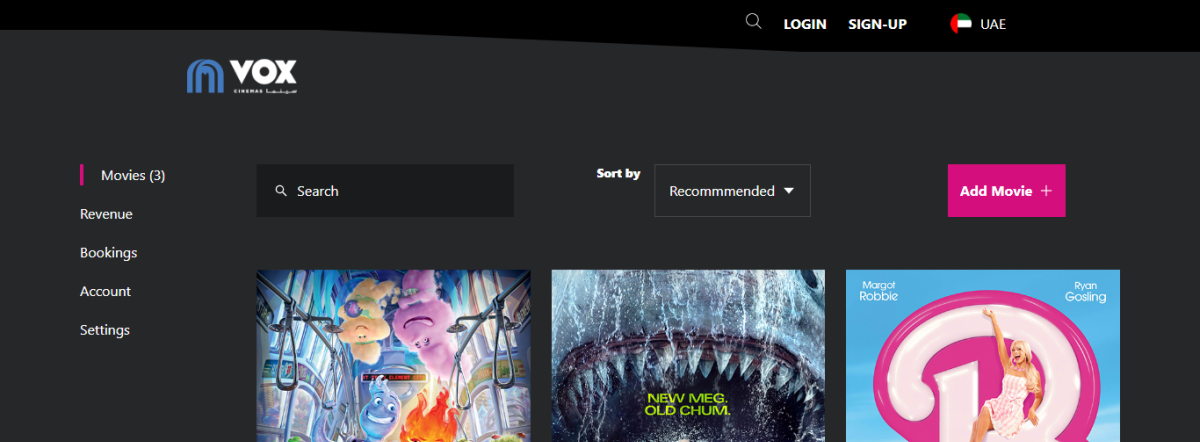 LOGIN SIGN-UP UAE
VOX
CINEMAS سينما
Movies (3)
Revenue
Bookings
Account
Settings
Search
Sort by
Recommmended
Add Movie +
NEW MEG.
OLD CHUM.
Margot
Robbie
Ryan
Gosling